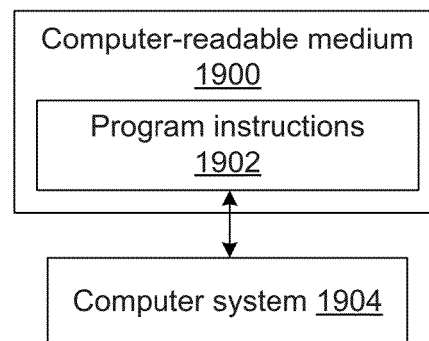 Computer-readable medium
1900
Program instructions
1902
Computer system 1904